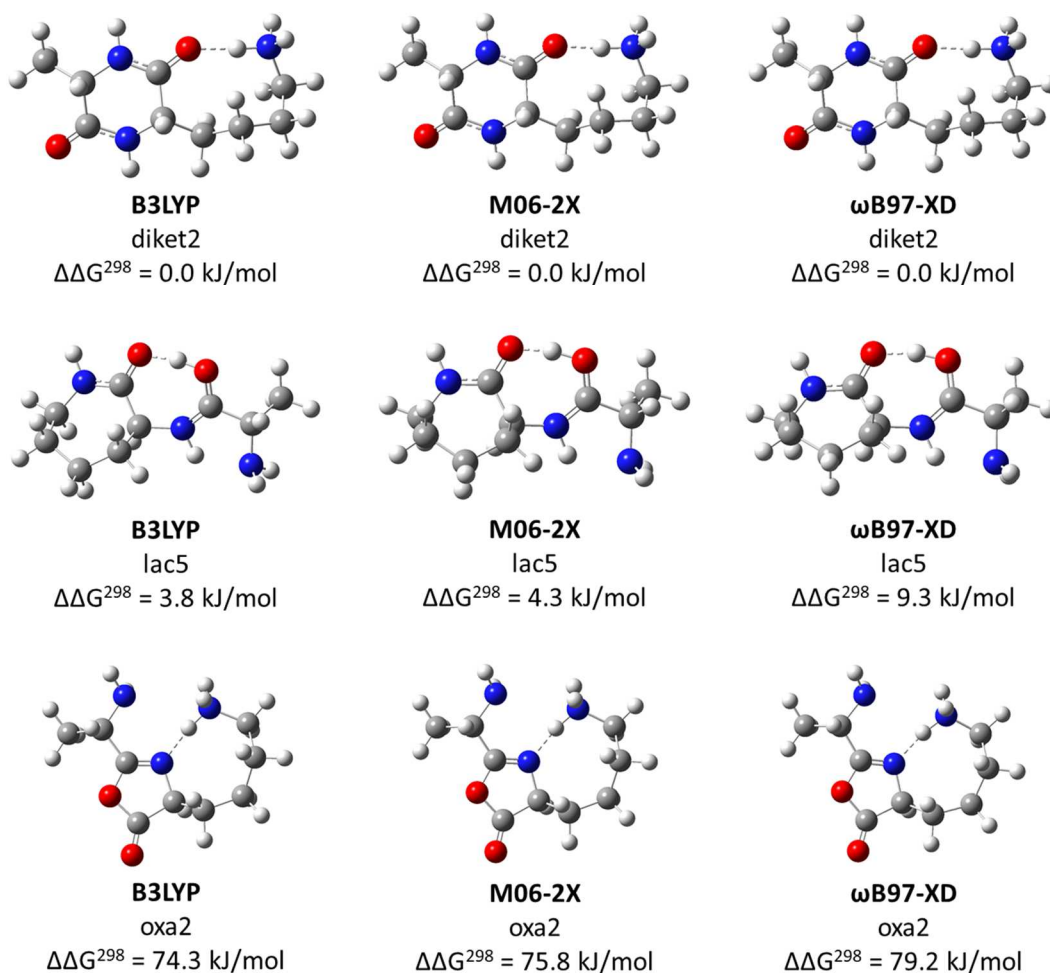 B3LYP M06-2X ωB97-XD
diket2 diket2 diket2
ΔΔG²⁹⁸ = 0.0 kJ/mol ΔΔG²⁹⁸ = 0.0 kJ/mol ΔΔG²⁹⁸ = 0.0 kJ/mol
B3LYP M06-2X ωB97-XD
lac5 lac5 lac5
ΔΔG²⁹⁸ = 3.8 kJ/mol ΔΔG²⁹⁸ = 4.3 kJ/mol ΔΔG²⁹⁸ = 9.3 kJ/mol
B3LYP M06-2X ωB97-XD
oxa2 oxa2 oxa2
ΔΔG²⁹⁸ = 74.3 kJ/mol ΔΔG²⁹⁸ = 75.8 kJ/mol ΔΔG²⁹⁸ = 79.2 kJ/mol